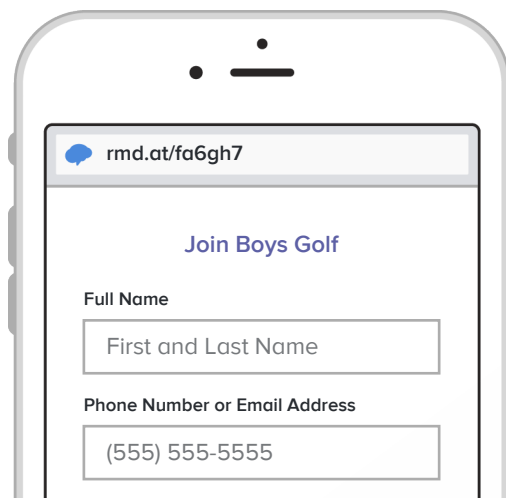 rmd.at/fa6gh7
Join Boys Golf
Full Name
First and Last Name
Phone Number or Email Address
(555) 555-5555